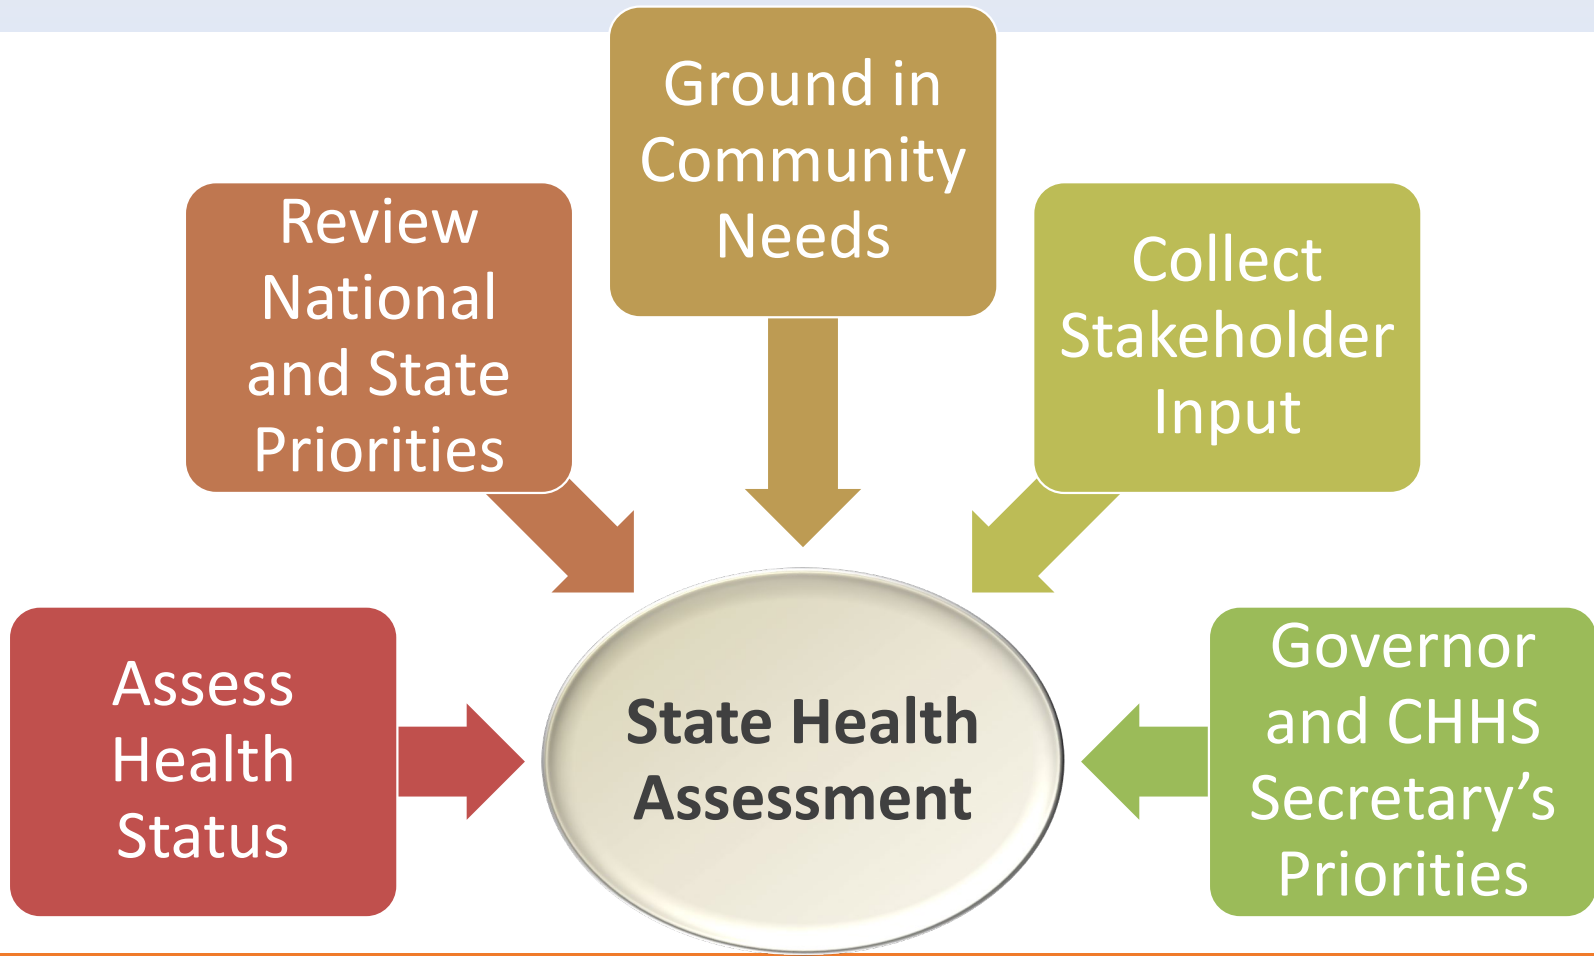 Ground in
Community
Needs
Review
National
and State
Priorities
Collect
Stakeholder
Input
Assess
Health
Status
State Health
Assessment
Governor
and CHHS
Secretary’s
Priorities